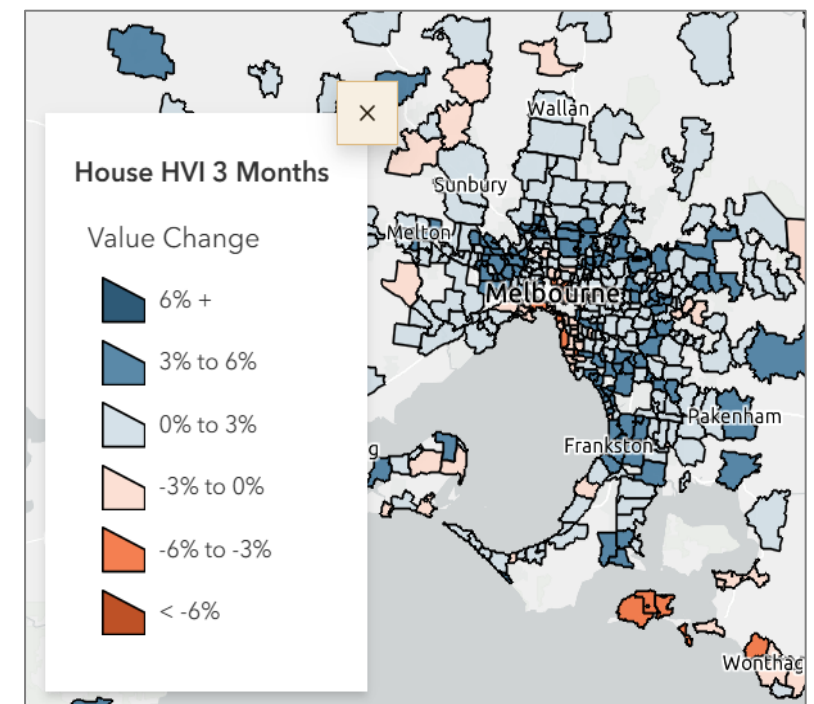 ×
House HVI 3 Months
Value Change
6% +
3% to 6%
0% to 3%
-3% to 0%
-6% to -3%
< -6%
Wallan
Sunbury
Melton
Melbourne
Pakenham
Frankston
g
Wonthag